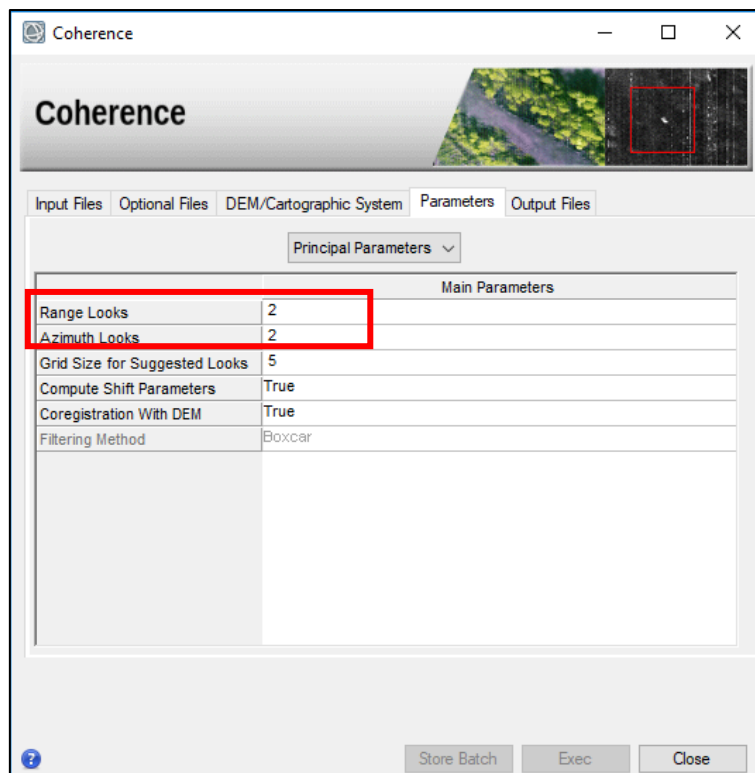 Coherence
Coherence
Input Files Optional Files DEM/Cartographic System Parameters Output Files
Principal Parameters
Main Parameters
Range Looks 2
Azimuth Looks 2
Grid Size for Suggested Looks 5
Compute Shift Parameters True
Coregistration With DEM True
Filtering Method Boxcar
? Store Batch Exec Close